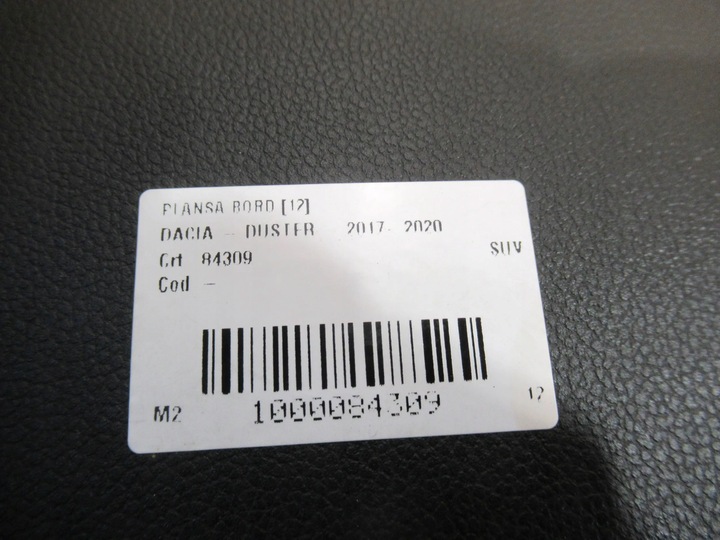 PLANSA BORD [12]
DACIA - DUSTER 2017- 2020
SUV
Crt 84309
Cod -
M2
1000084309
12